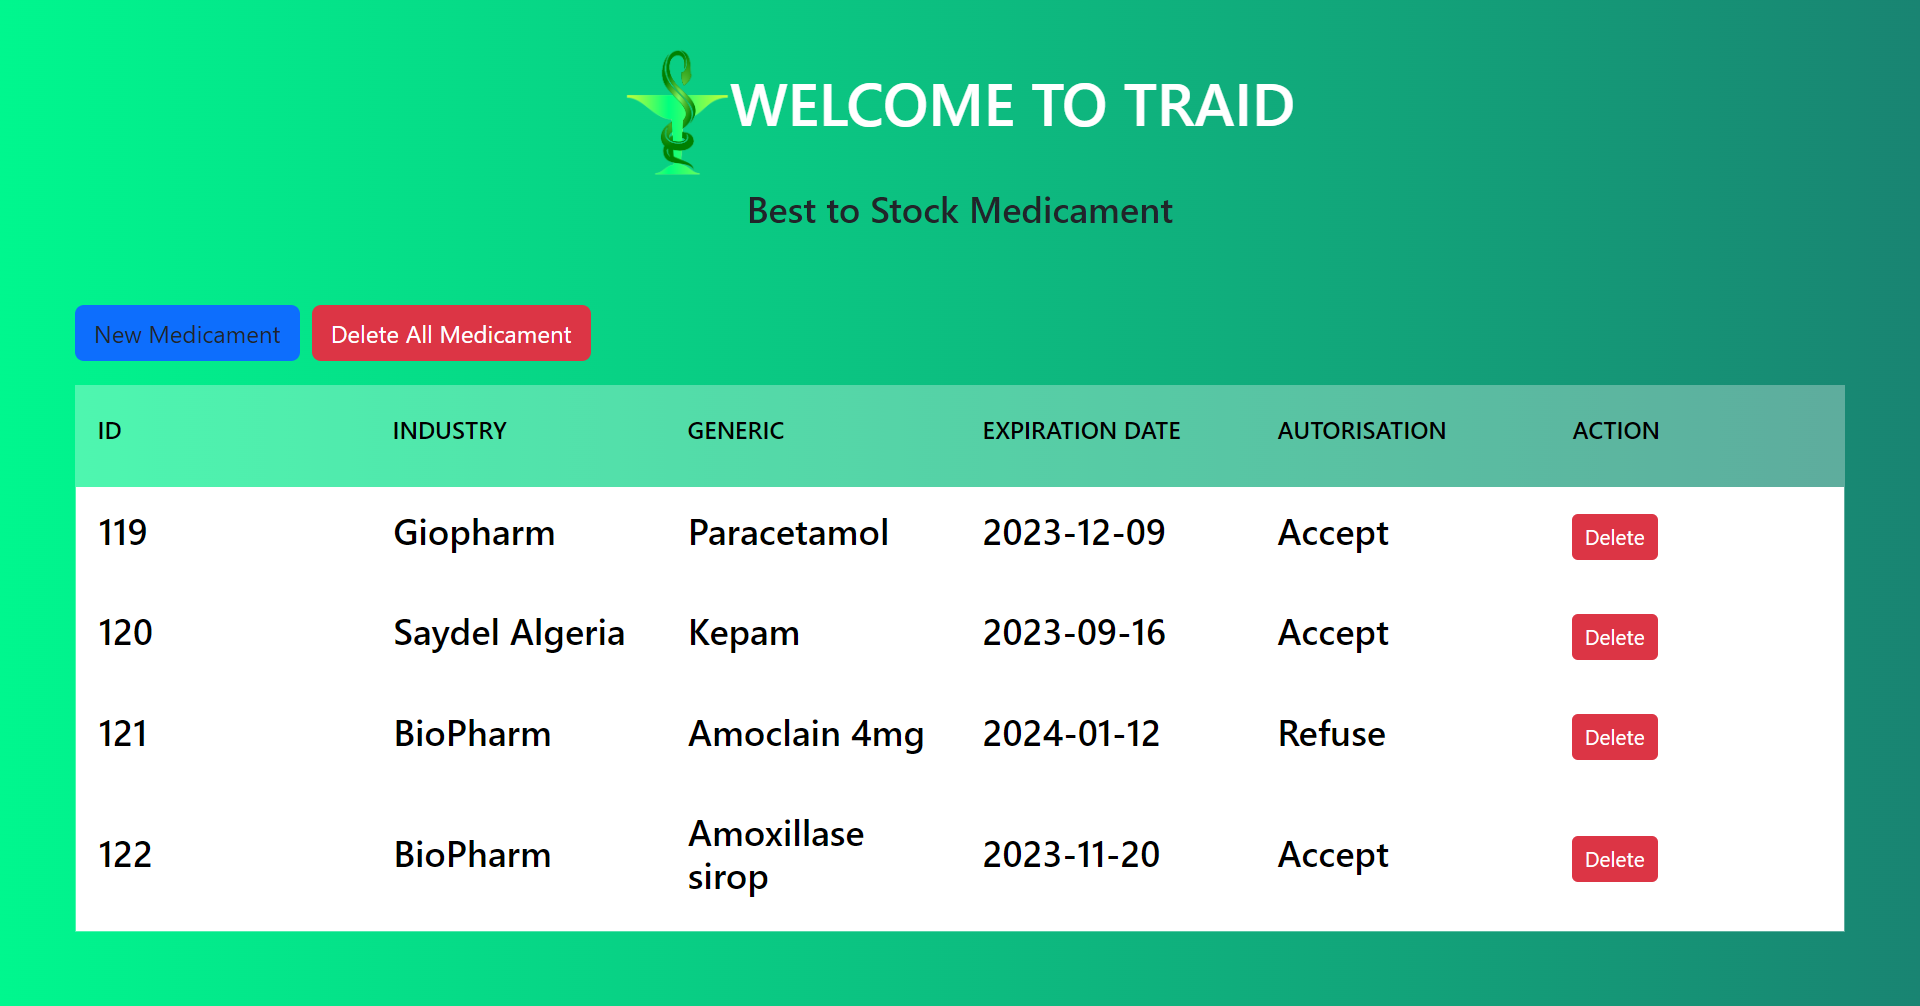 WELCOME TO TRAID
Best to Stock Medicament
New Medicament Delete All Medicament
ID INDUSTRY GENERIC EXPIRATION DATE AUTORISATION ACTION
119 Giopharm Paracetamol 2023-12-09 Accept Delete
120 Saydel Algeria Kepam 2023-09-16 Accept Delete
121 BioPharm Amoclain 4mg 2024-01-12 Refuse Delete
122 BioPharm Amoxillase sirop 2023-11-20 Accept Delete